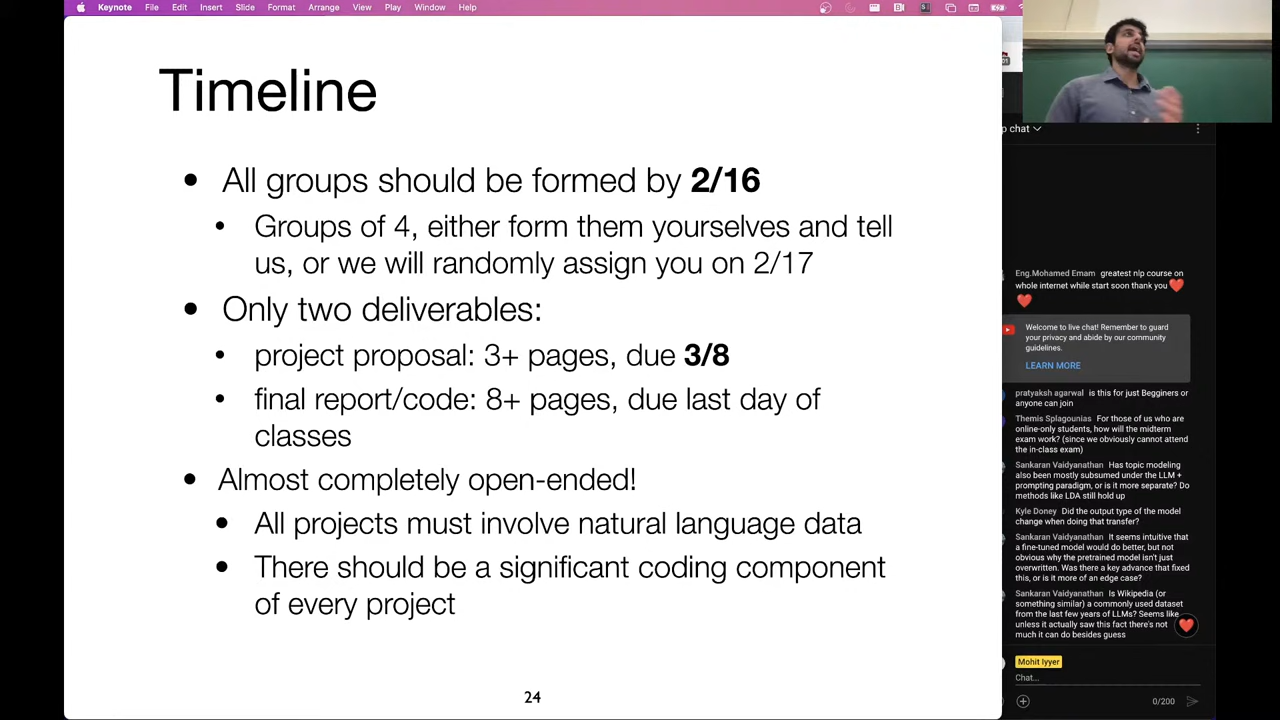 Keynote File Edit Insert Slide Format Arrange View Play Window Help
Timeline
• All groups should be formed by 2/16
• Groups of 4, either form them yourselves and tell
us, or we will randomly assign you on 2/17
• Only two deliverables:
• project proposal: 3+ pages, due 3/8
• final report/code: 8+ pages, due last day of
classes
• Almost completely open-ended!
• All projects must involve natural language data
• There should be a significant coding component
of every project
24
p chat
Eng.Mohamed Emam greatest nlp course on
whole internet while start soon thank you❤️
❤️
Welcome to live chat! Remember to guard
your privacy and abide by our community
guidelines.
LEARN MORE
pratyaksh agarwal is this for just Begginers or
anyone can join
Themis Splagounias For those of us who are
online-only students, how will the midterm
exam work? (since we obviously cannot attend
the in-class exam)
Sankaran Vaidyanathan Has topic modeling
also been mostly subsumed under the LLM +
prompting paradigm, or is it more separate? Do
methods like LDA still hold up
Kyle Doney Did the output type of the model
change when doing that transfer?
Sankaran Vaidyanathan It seems intuitive that
a fine-tuned model would do better, but not
obvious why the pretrained model isn't just
overwritten. Was there a key advance that fixed
this, or is it more of an edge case?
Sankaran Vaidyanathan Is Wikipedia (or
something similar) a commonly used dataset
from the last few years of LLMs? Seems like
unless it actually saw this fact there's not
much it can do besides guess
Mohit Iyyer
Chat...
0/200